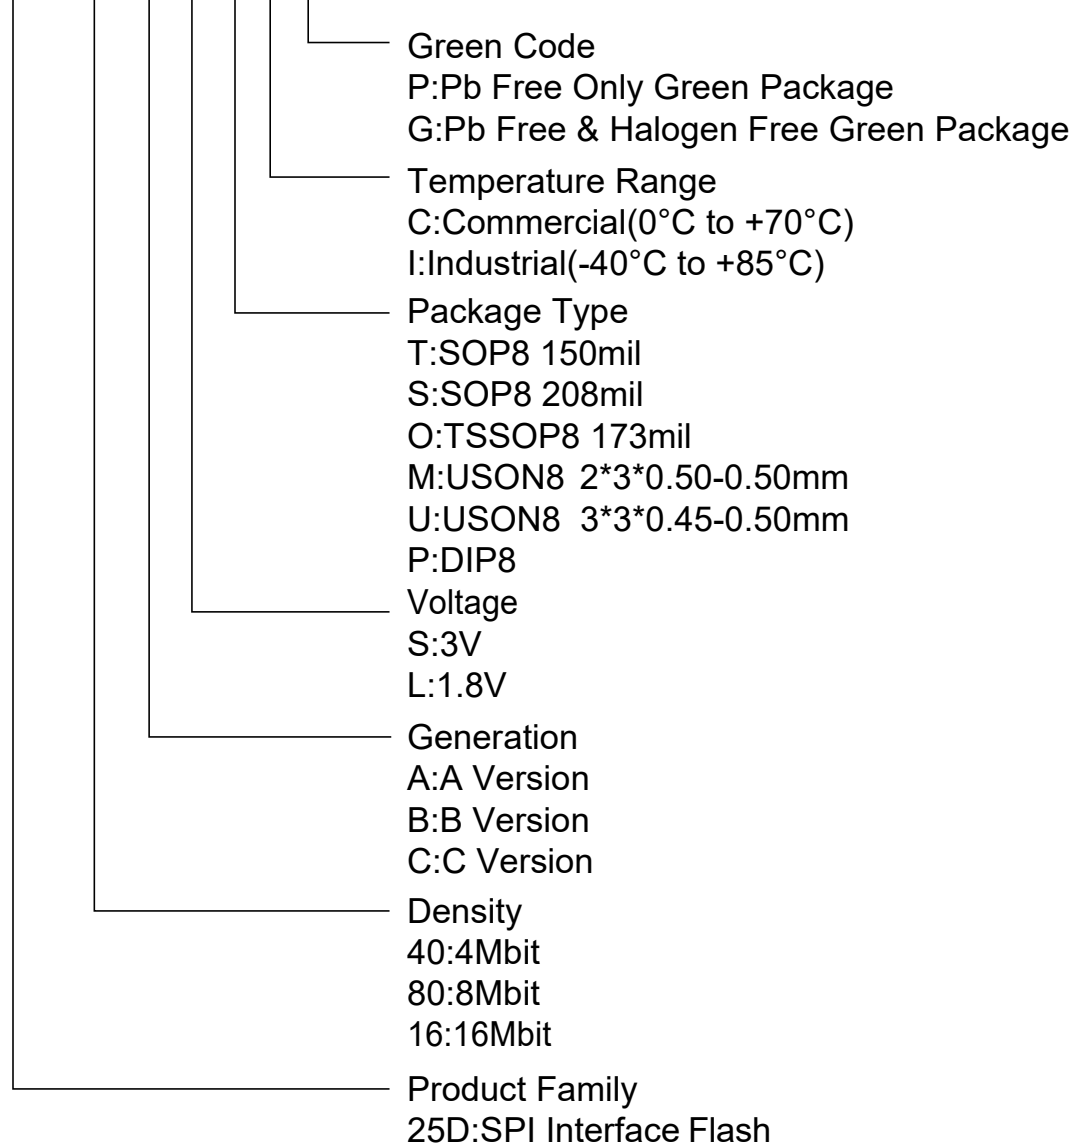 Green Code
P:Pb Free Only Green Package
G:Pb Free & Halogen Free Green Package
Temperature Range
C:Commercial(0°C to +70°C)
I:Industrial(-40°C to +85°C)
Package Type
T:SOP8 150mil
S:SOP8 208mil
O:TSSOP8 173mil
M:USON8  2*3*0.50-0.50mm
U:USON8  3*3*0.45-0.50mm
P:DIP8
Voltage
S:3V
L:1.8V
Generation
A:A Version
B:B Version
C:C Version
Density
40:4Mbit
80:8Mbit
16:16Mbit
Product Family
25D:SPI Interface Flash